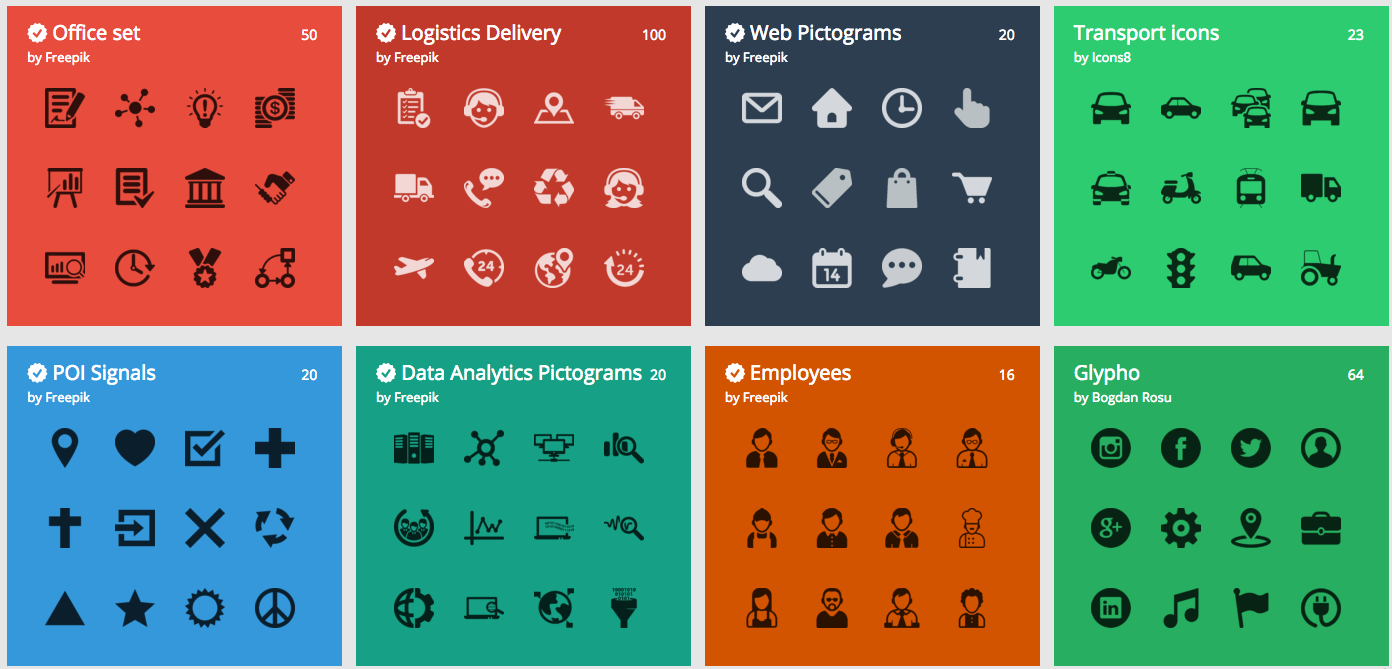 Office set 50
by Freepik
Logistics Delivery 100
by Freepik
24
24
Web Pictograms 20
by Freepik
14
Transport icons 23
by Icons8
POI Signals 20
by Freepik
Data Analytics Pictograms 20
by Freepik
Employees 16
by Freepik
Glypho 64
by Bogdan Rosu
f
g+
in